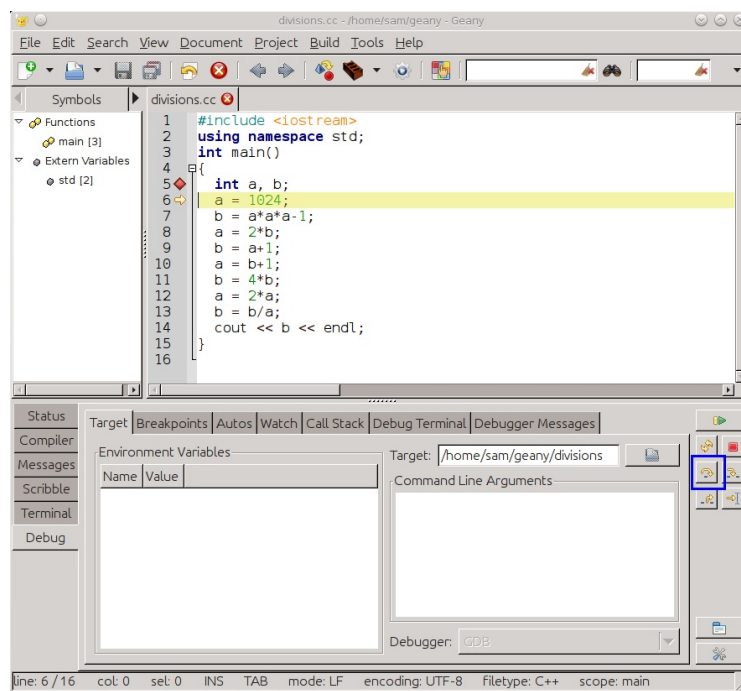 divisions.cc - /home/sam/geany - Geany
File Edit Search View Document Project Build Tools Help
Symbols divisions.cc
Functions
main [3]
Extern Variables
std [2]
1 #include <iostream>
2 using namespace std;
3 int main()
4 {
5 int a, b;
6 a = 1024;
7 b = a*a*a-1;
8 a = 2*b;
9 b = a+1;
10 a = b+1;
11 b = 4*b;
12 a = 2*a;
13 b = b/a;
14 cout << b << endl;
15 }
16
Status
Compiler
Messages
Scribble
Terminal
Debug
Target Breakpoints Autos Watch Call Stack Debug Terminal Debugger Messages
Environment Variables
Name Value
Target: /home/sam/geany/divisions
Command Line Arguments
Debugger: GDB
line: 6 / 16 col: 0 sel: 0 INS TAB mode: LF encoding: UTF-8 filetype: C++ scope: main